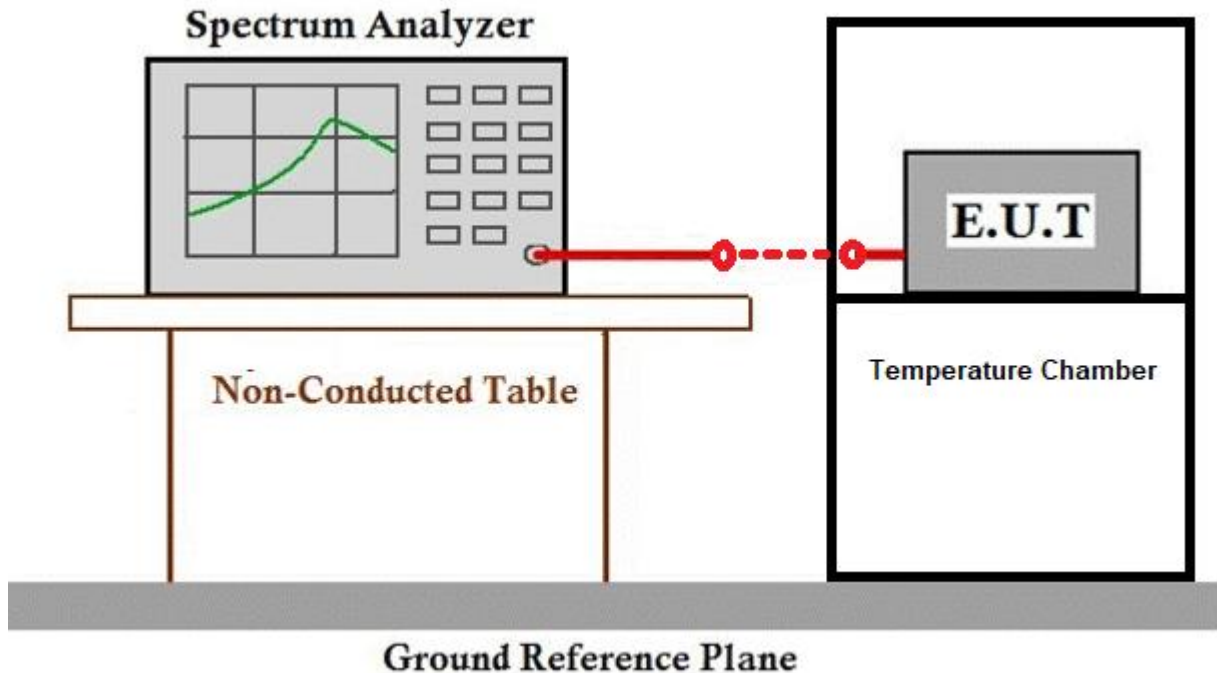 Spectrum Analyzer
E.U.T
Temperature Chamber
Non-Conducted Table
Ground Reference Plane